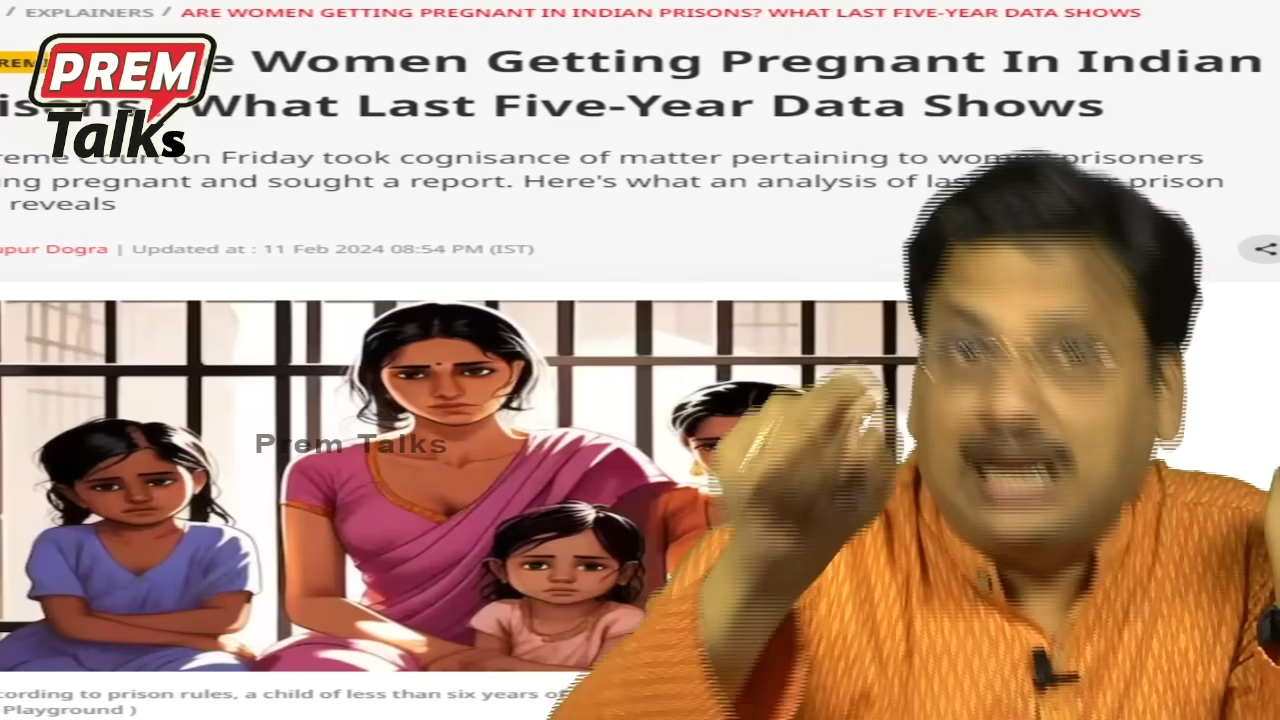 / EXPLAINERS / ARE WOMEN GETTING PREGNANT IN INDIAN PRISONS? WHAT LAST FIVE-YEAR DATA SHOWS
PREM
Talks
Women Getting Pregnant In Indian
What Last Five-Year Data Shows
Court on Friday took cognisance of matter pertaining to prisoners
pregnant and sought a report. Here's what an analysis of prison
reveals
Dogra | Updated at : 11 Feb 2024 08:54 PM (IST)
Prem Talks
to prison rules, a child of less than six years of
Playground )